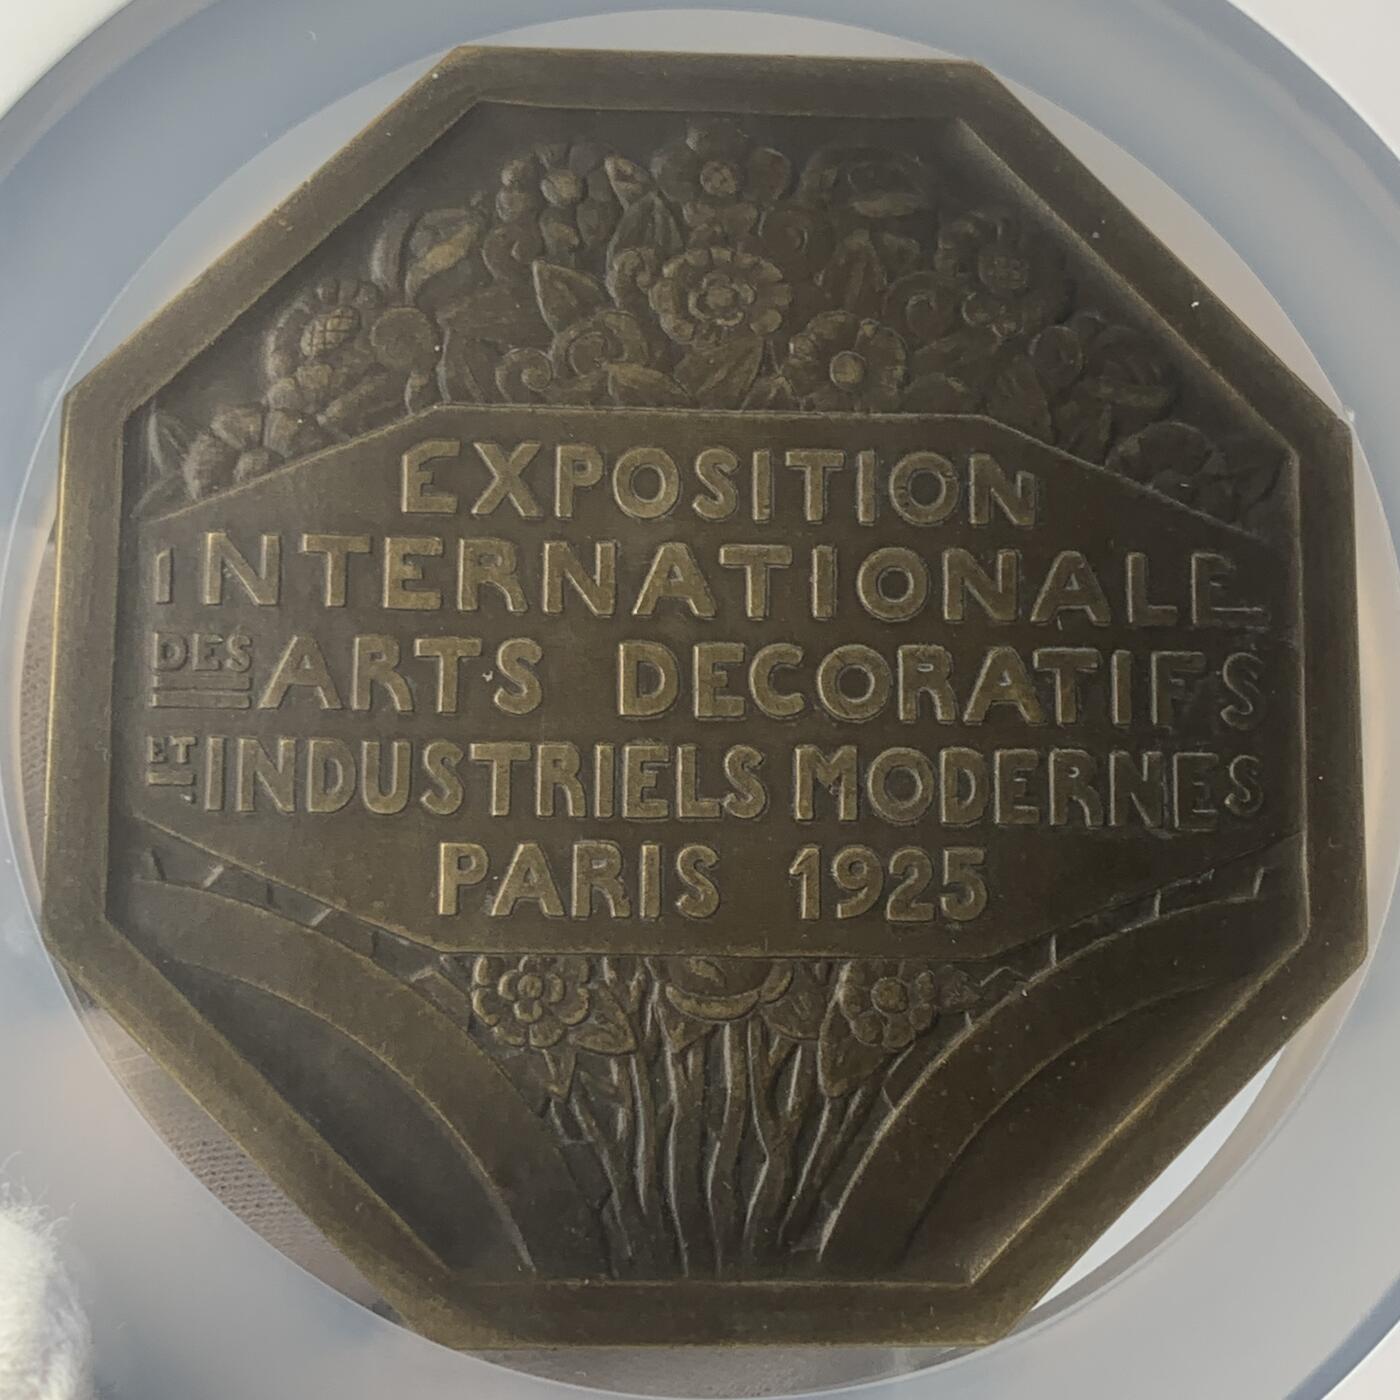 EXPOSITION
INTERNATIONALE
DES ARTS DECORATIFS
ET INDUSTRIELS MODERNES
PARIS 1925